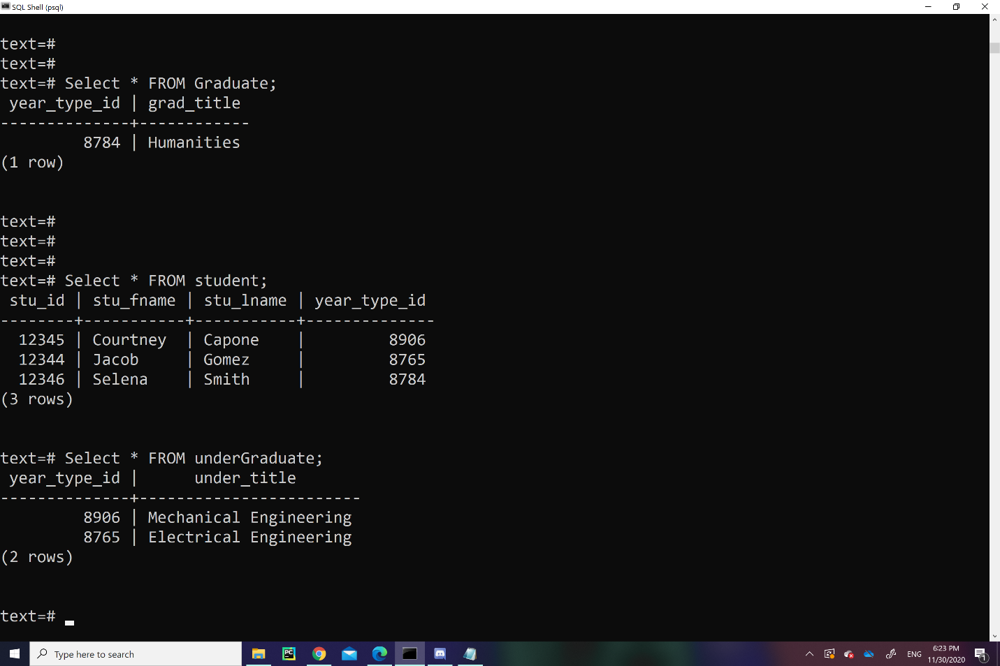 SQL Shell (psql)
text=#
text=#
text=# Select * FROM Graduate;
 year_type_id | grad_title
--------------+------------
         8784 | Humanities
(1 row)
text=#
text=#
text=#
text=# Select * FROM student;
 stu_id | stu_fname | stu_lname | year_type_id
--------+-----------+-----------+--------------
  12345 | Courtney  | Capone    |         8906
  12344 | Jacob     | Gomez     |         8765
  12346 | Selena    | Smith     |         8784
(3 rows)
text=# Select * FROM underGraduate;
 year_type_id |      under_title
--------------+------------------------
         8906 | Mechanical Engineering
         8765 | Electrical Engineering
(2 rows)
text=#
Type here to search
PC
ENG
6:23 PM
11/30/2020
1